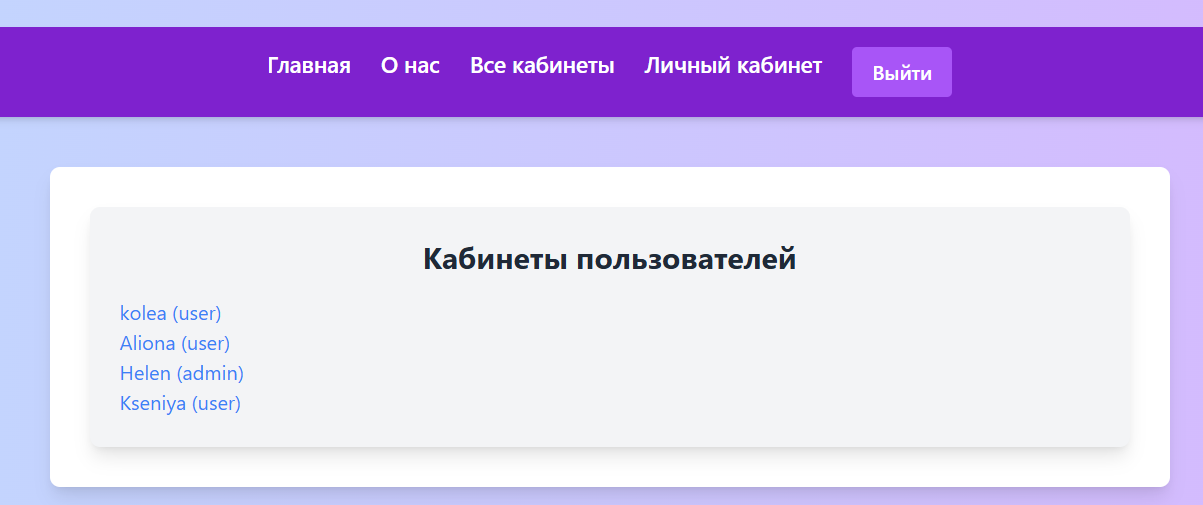 Главная О нас Все кабинеты Личный кабинет Выйти
Кабинеты пользователей
kolea (user)
Aliona (user)
Helen (admin)
Kseniya (user)